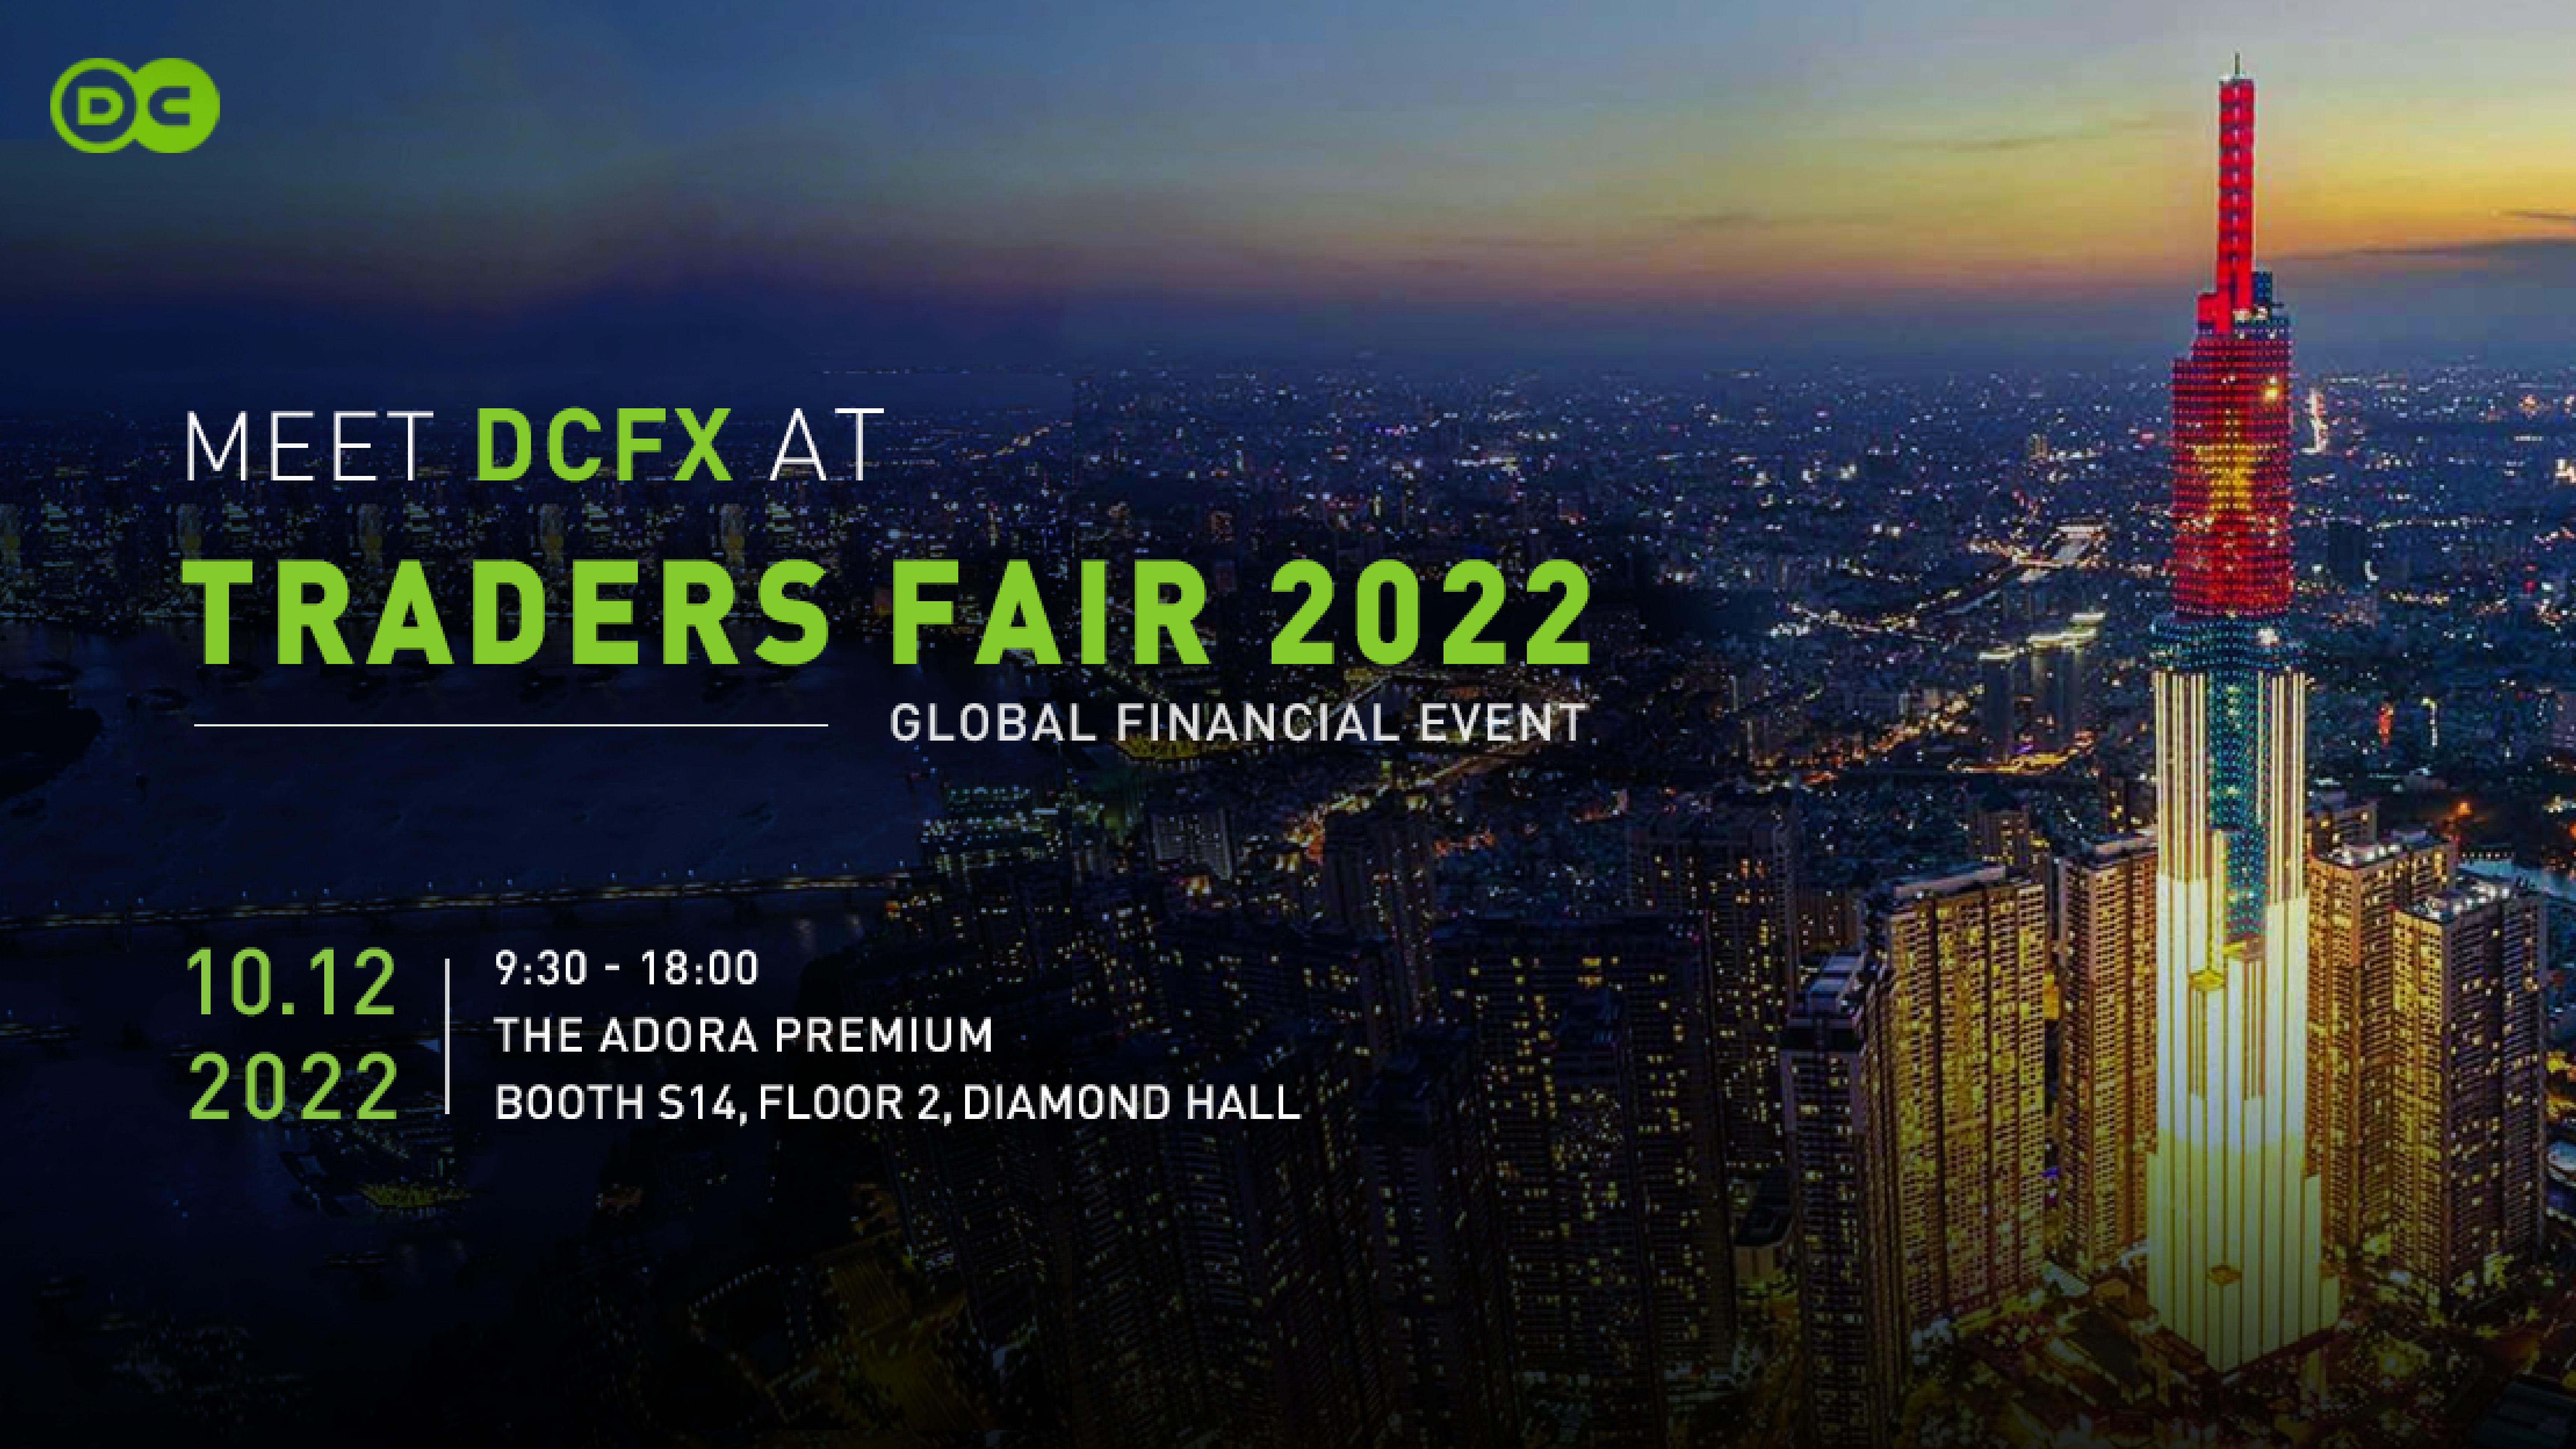 DC
MEET DCFX AT
TRADERS FAIR 2022
GLOBAL FINANCIAL EVENT
10.12
2022
9:30 - 18:00
THE ADORA PREMIUM
BOOTH S14, FLOOR 2, DIAMOND HALL